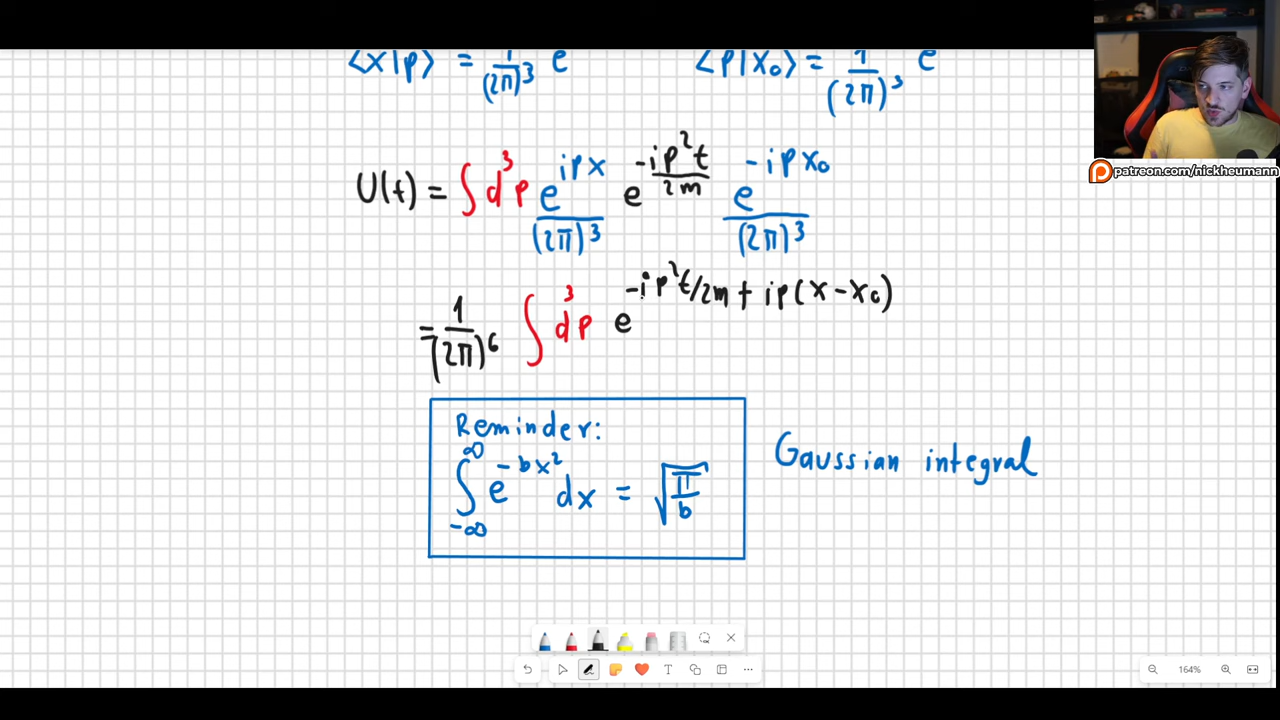 ⟨x|p⟩ = 1/(2π)³ e ⟨p|x₀⟩ = 1/(2π)³ e
patreon.com/nickheumann
U(t) = ∫ d³p e^{ipx}/(2π)³ e^{-ip²t/2m} e^{-ipx₀}/(2π)³
= 1/(2π)⁶ ∫ d³p e^{-ip²t/2m + ip(x-x₀)}
Reminder:
∫_{-∞}^{∞} e^{-bx²} dx = √(π/b)
Gaussian integral
164%